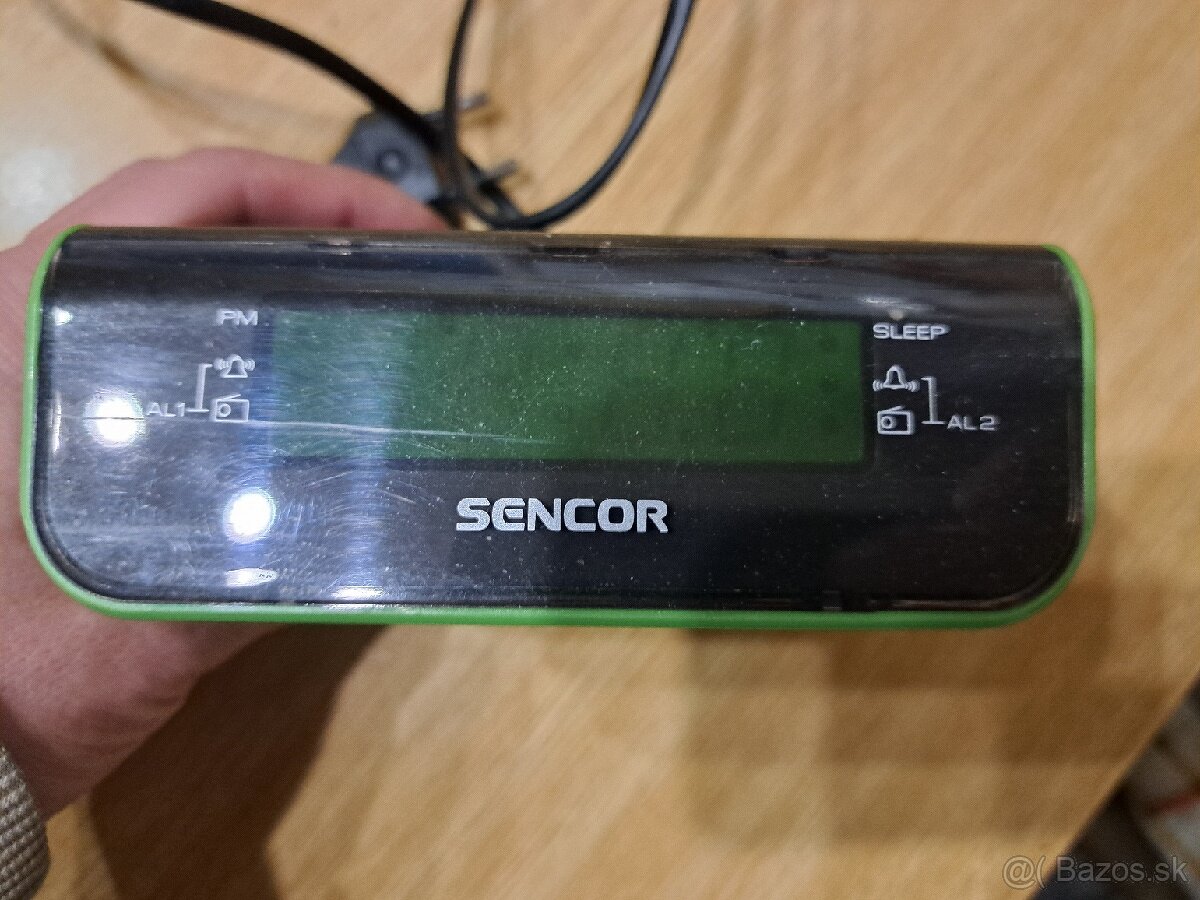 PM
SLEEP
AL1
AL2
SENCOR
@( Bazos.sk